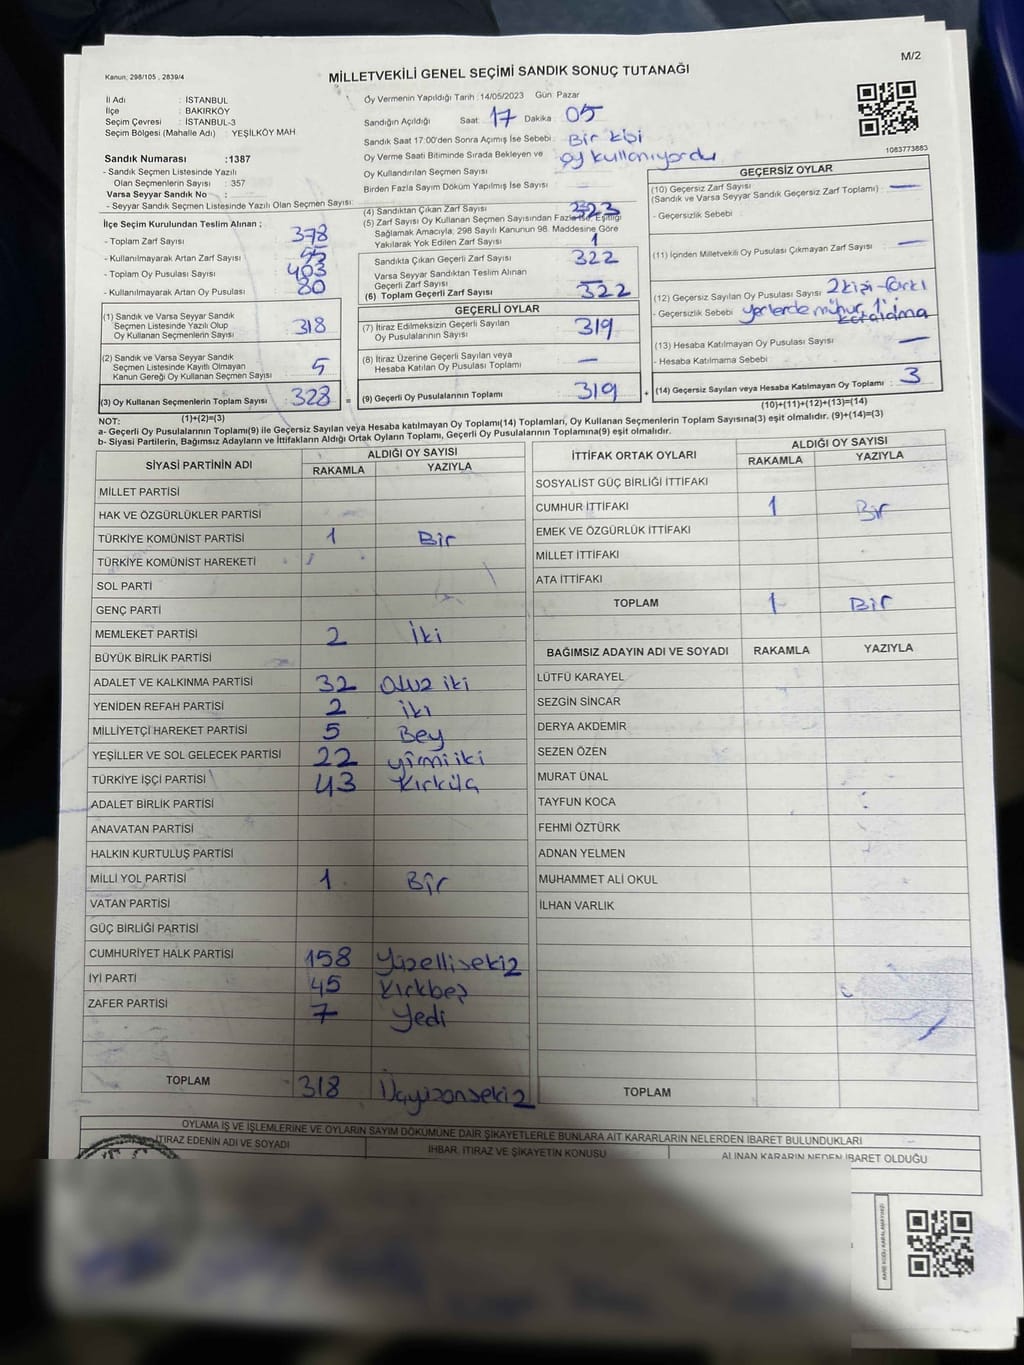 M/2
Kanun: 298/105 , 2839/4
MİLLETVEKİLİ GENEL SEÇİMİ SANDIK SONUÇ TUTANAĞI
İl Adı : İSTANBUL
İlçe : BAKIRKÖY
Seçim Çevresi : İSTANBUL-3
Seçim Bölgesi (Mahalle Adı) : YEŞİLKÖY MAH
Oy Vermenin Yapıldığı Tarih :14/05/2023 Gün Pazar
Sandığın Açıldığı Saat: 17 Dakika : 05
Sandık Saat 17:00'den Sonra Açımış İse Sebebi : Bir kişi
Oy Verme Saati Bitiminde Sırada Bekleyen ve oy kullanıyordu
Oy Kullandırılan Seçmen Sayısı
Birden Fazla Sayım Döküm Yapılmış İse Sayısı
1083773883
Sandık Numarası :1387
- Sandık Seçmen Listesinde Yazılı
Olan Seçmenlerin Sayısı : 357
Varsa Seyyar Sandık No :
- Seyyar Sandık Seçmen Listesinde Yazılı Olan Seçmen Sayısı:
İlçe Seçim Kurulundan Teslim Alınan ;
- Toplam Zarf Sayısı : 378
- Kullanılmayarak Artan Zarf Sayısı : 55
- Toplam Oy Pusulası Sayısı : 403
- Kullanılmayarak Artan Oy Pusulası : 80
(1) Sandık ve Varsa Seyyar Sandık
Seçmen Listesinde Yazılı Olup
Oy Kullanan Seçmenlerin Sayısı : 318
(2) Sandık ve Varsa Seyyar Sandık
Seçmen Listesinde Kayıtlı Olmayan
Kanun Gereği Oy Kullanan Seçmen Sayısı : 5
(3) Oy Kullanan Seçmenlerin Toplam Sayısı : 328
(1)+(2)=(3)
(4) Sandıktan Çıkan Zarf Sayısı 323
(5) Zarf Sayısı Oy Kullanan Seçmen Sayısından Fazla İse, Eşitliği
Sağlamak Amacıyla, 298 Sayılı Kanunun 98. Maddesine Göre
Yakılarak Yok Edilen Zarf Sayısı 1
Sandıkta Çıkan Geçerli Zarf Sayısı 322
Varsa Seyyar Sandıktan Teslim Alınan
Geçerli Zarf Sayısı
(6) Toplam Geçerli Zarf Sayısı 322
GEÇERLİ OYLAR
(7) İtiraz Edilmeksizin Geçerli Sayılan
Oy Pusulalarının Sayısı : 319
(8) İtiraz Üzerine Geçerli Sayılan veya
Hesaba Katılan Oy Pusulası Toplamı —
(9) Geçerli Oy Pusulalarının Toplamı : 319
GEÇERSİZ OYLAR
(10) Geçersiz Zarf Sayısı
(Sandık ve Varsa Seyyar Sandık Geçersiz Zarf Toplamı) : —
- Geçersizlik Sebebi :
(11) İçinden Milletvekili Oy Pusulası Çıkmayan Zarf Sayısı : —
(12) Geçersiz Sayılan Oy Pusulası Sayısı : 2 kişi farklı
- Geçersizlik Sebebi : yerlerde mühür 1'i
karalama
(13) Hesaba Katılmayan Oy Pusulası Sayısı : —
- Hesaba Katılmama Sebebi :
(14) Geçersiz Sayılan veya Hesaba Katılmayan Oy Toplamı : 3
(10)+(11)+(12)+(13)=(14)
NOT:
a- Geçerli Oy Pusulaları Toplamı(9) ile Geçersiz Sayılan veya Hesaba katılmayan Oy Toplamı(14) Toplamları, Oy Kullanan Seçmenlerin Toplam Sayısına(3) eşit olmalıdır. (9)+(14)=(3)
b- Siyasi Partilerin, Bağımsız Adayların ve İttifakların Aldığı Ortak Oyların Toplamı, Geçerli Oy Pusulalarının Toplamına(9) eşit olmalıdır.
SİYASİ PARTİNİN ADI ALDIĞI OY SAYISI
RAKAMLA YAZIYLA
MİLLET PARTİSİ
HAK VE ÖZGÜRLÜKLER PARTİSİ
TÜRKİYE KOMÜNİST PARTİSİ 1 Bir
TÜRKİYE KOMÜNİST HAREKETİ
SOL PARTİ
GENÇ PARTİ
MEMLEKET PARTİSİ 2 İki
BÜYÜK BİRLİK PARTİSİ
ADALET VE KALKINMA PARTİSİ 32 Otuz iki
YENİDEN REFAH PARTİSİ 2 iki
MİLLİYETÇİ HAREKET PARTİSİ 5 Beş
YEŞİLLER VE SOL GELECEK PARTİSİ 22 yirmi iki
TÜRKİYE İŞÇİ PARTİSİ 43 Kırküç
ADALET BİRLİK PARTİSİ
ANAVATAN PARTİSİ
HALKIN KURTULUŞ PARTİSİ
MİLLİ YOL PARTİSİ 1 Bir
VATAN PARTİSİ
GÜÇ BİRLİĞİ PARTİSİ
CUMHURİYET HALK PARTİSİ 158 Yüzellisekiz
İYİ PARTİ 45 Kırkbeş
ZAFER PARTİSİ 7 Yedi
TOPLAM 318 Üçyüzonsekiz
İTTİFAK ORTAK OYLARI ALDIĞI OY SAYISI
RAKAMLA YAZIYLA
SOSYALİST GÜÇ BİRLİĞİ İTTİFAKI
CUMHUR İTTİFAKI 1 Bir
EMEK VE ÖZGÜRLÜK İTTİFAKI
MİLLET İTTİFAKI
ATA İTTİFAKI
TOPLAM 1 Bir
BAĞIMSIZ ADAYIN ADI VE SOYADI RAKAMLA YAZIYLA
LÜTFÜ KARAYEL
SEZGİN SİNCAR
DERYA AKDEMİR
SEZEN ÖZEN
MURAT ÜNAL
TAYFUN KOCA
FEHMİ ÖZTÜRK
ADNAN YELMEN
MUHAMMET ALİ OKUL
İLHAN VARLIK
TOPLAM
OYLAMA İŞ VE İŞLEMLERİNE VE OYLARIN SAYIM DÖKÜMÜNE DAİR ŞİKAYETLERLE BUNLARA AİT KARARLARIN NELERDEN İBARET BULUNDUKLARI
İTİRAZ EDENİN ADI VE SOYADI İHBAR, İTİRAZ VE ŞİKAYETİN KONUSU ALINAN KARARIN NEDEN İBARET OLDUĞU
T.C.
KARE KODU KARALAMAYINIZ!